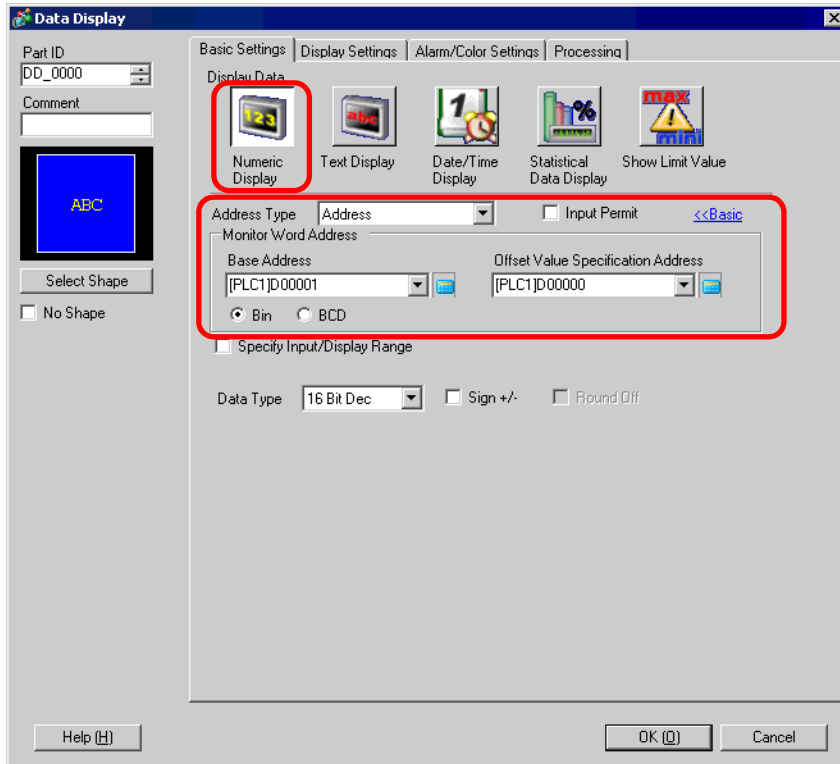 Data Display
Part ID
DD_0000
Comment
ABC
Select Shape
No Shape
Basic Settings Display Settings Alarm/Color Settings Processing
Display Data
123 abc 1 % max mini
Numeric Display
Text Display
Date/Time Display
Statistical Data Display
Show Limit Value
Address Type Address Input Permit <<Basic
Monitor Word Address
Base Address Offset Value Specification Address
[PLC1]D00001 [PLC1]D00000
Bin BCD
Specify Input/Display Range
Data Type 16 Bit Dec Sign +/- Round Off
Help (H) OK (O) Cancel